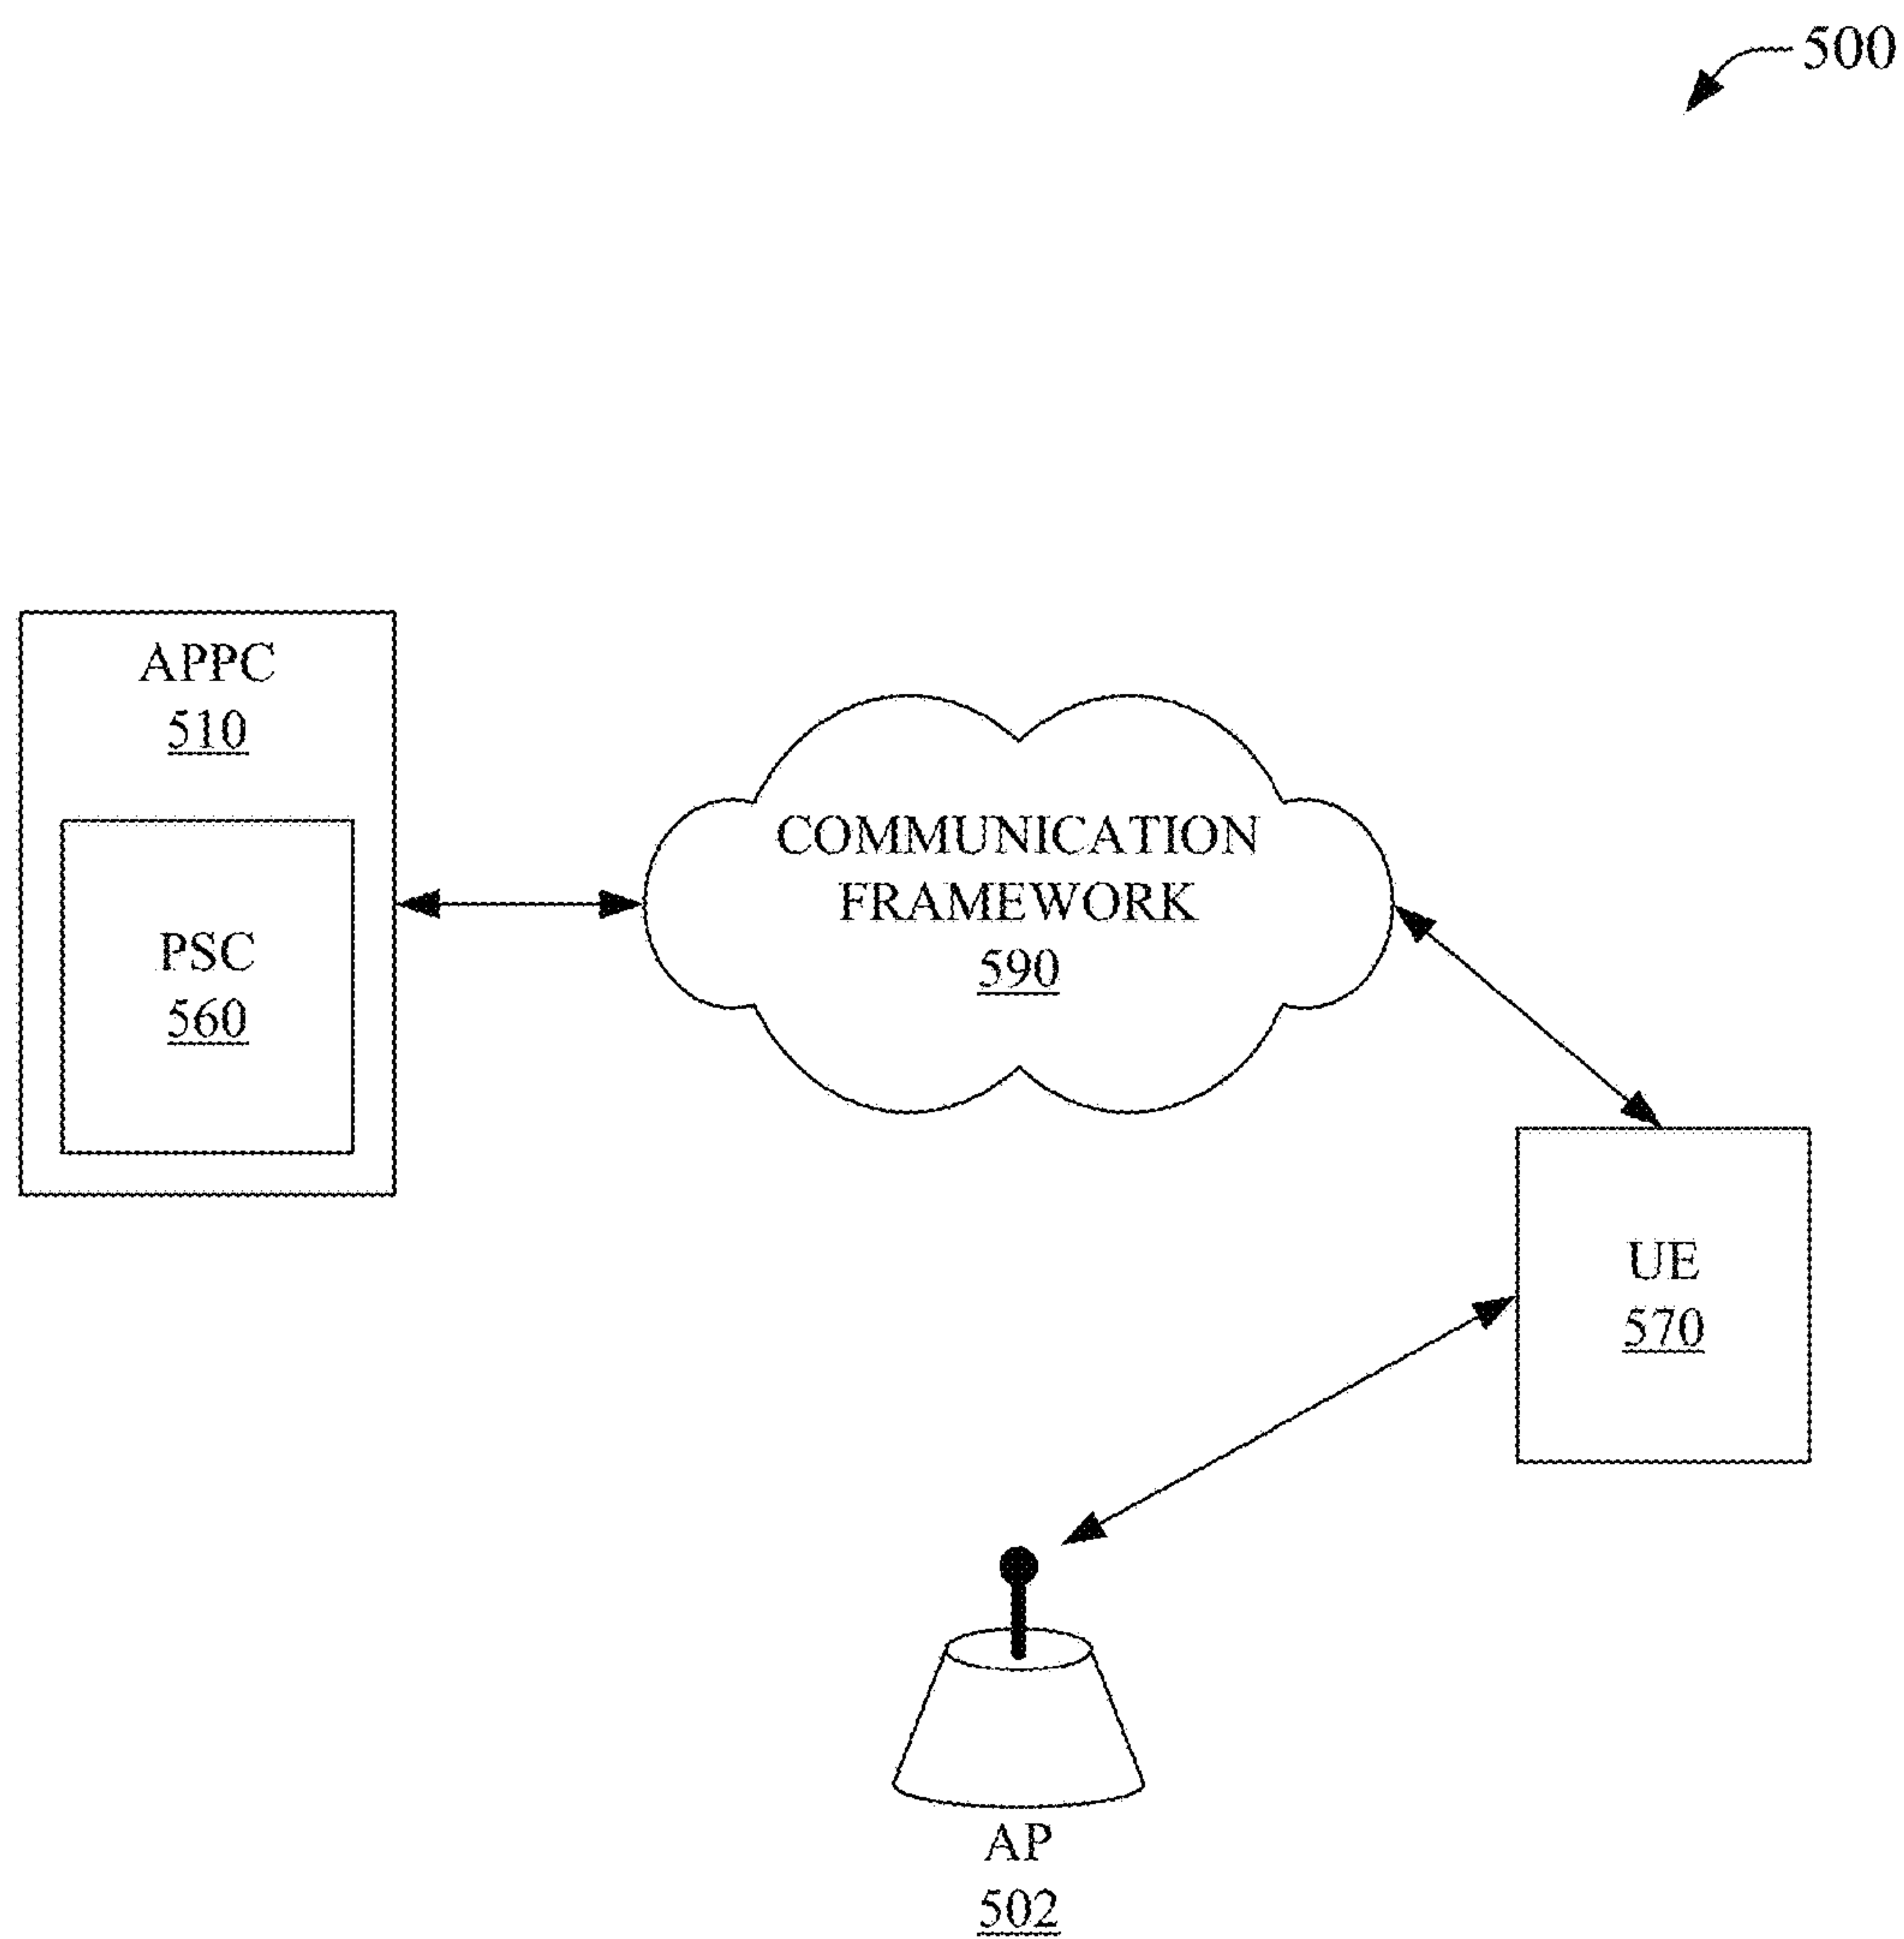 500
APPC
510
PSC
560
COMMUNICATION
FRAMEWORK
590
UE
570
AP
502